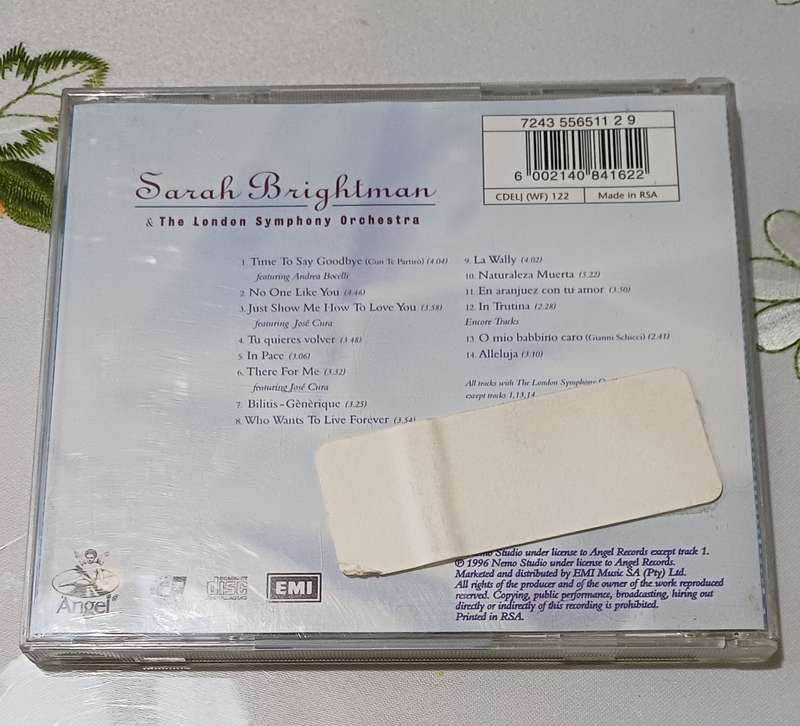 7243 556511 2 9
6 002140 841622
CDELJ (WF) 122 Made in RSA
Sarah Brightman
& The London Symphony Orchestra
1. Time To Say Goodbye (Con Te Partirò) (4.04)
featuring Andrea Bocelli
2. No One Like You (4.46)
3. Just Show Me How To Love You (3.58)
featuring José Cura
4. Tu quieres volver (3.48)
5. In Pace (3.06)
6. There For Me (3.32)
featuring José Cura
7. Bilitis-Gènèrique (3.25)
8. Who Wants To Live Forever (3.54)
9. La Wally (4.02)
10. Naturaleza Muerta (5.22)
11. En aranjuez con tu amor (3.50)
12. In Trutina (2.28)
Encore Tracks
13. O mio babbino caro (Gianni Schicci) (2.41)
14. Alleluja (3.10)
All tracks with The London Symphony
except tracks 1,13,14
Studio under license to Angel Records except track 1.
℗ 1996 Nemo Studio under license to Angel Records.
Marketed and distributed by EMI Music SA (Pty) Ltd.
All rights of the producer and of the owner of the work reproduced
reserved. Copying, public performance, broadcasting, hiring out
directly or indirectly of this recording is prohibited.
Printed in RSA.
Angel®
disc
EMI